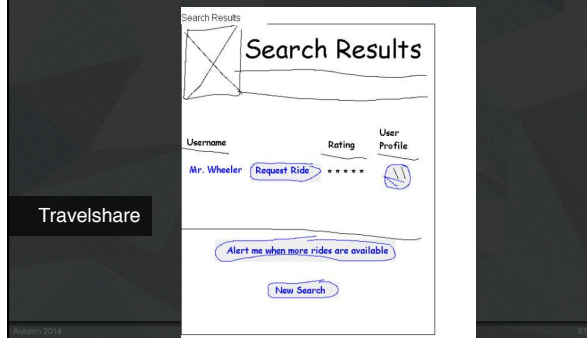 Search Results
Search Results
Username
Rating
User
Profile
Mr. Wheeler
Request Ride
* * * * *
Travelshare
Alert me when more rides are available
New Search
Autumn 2014
61